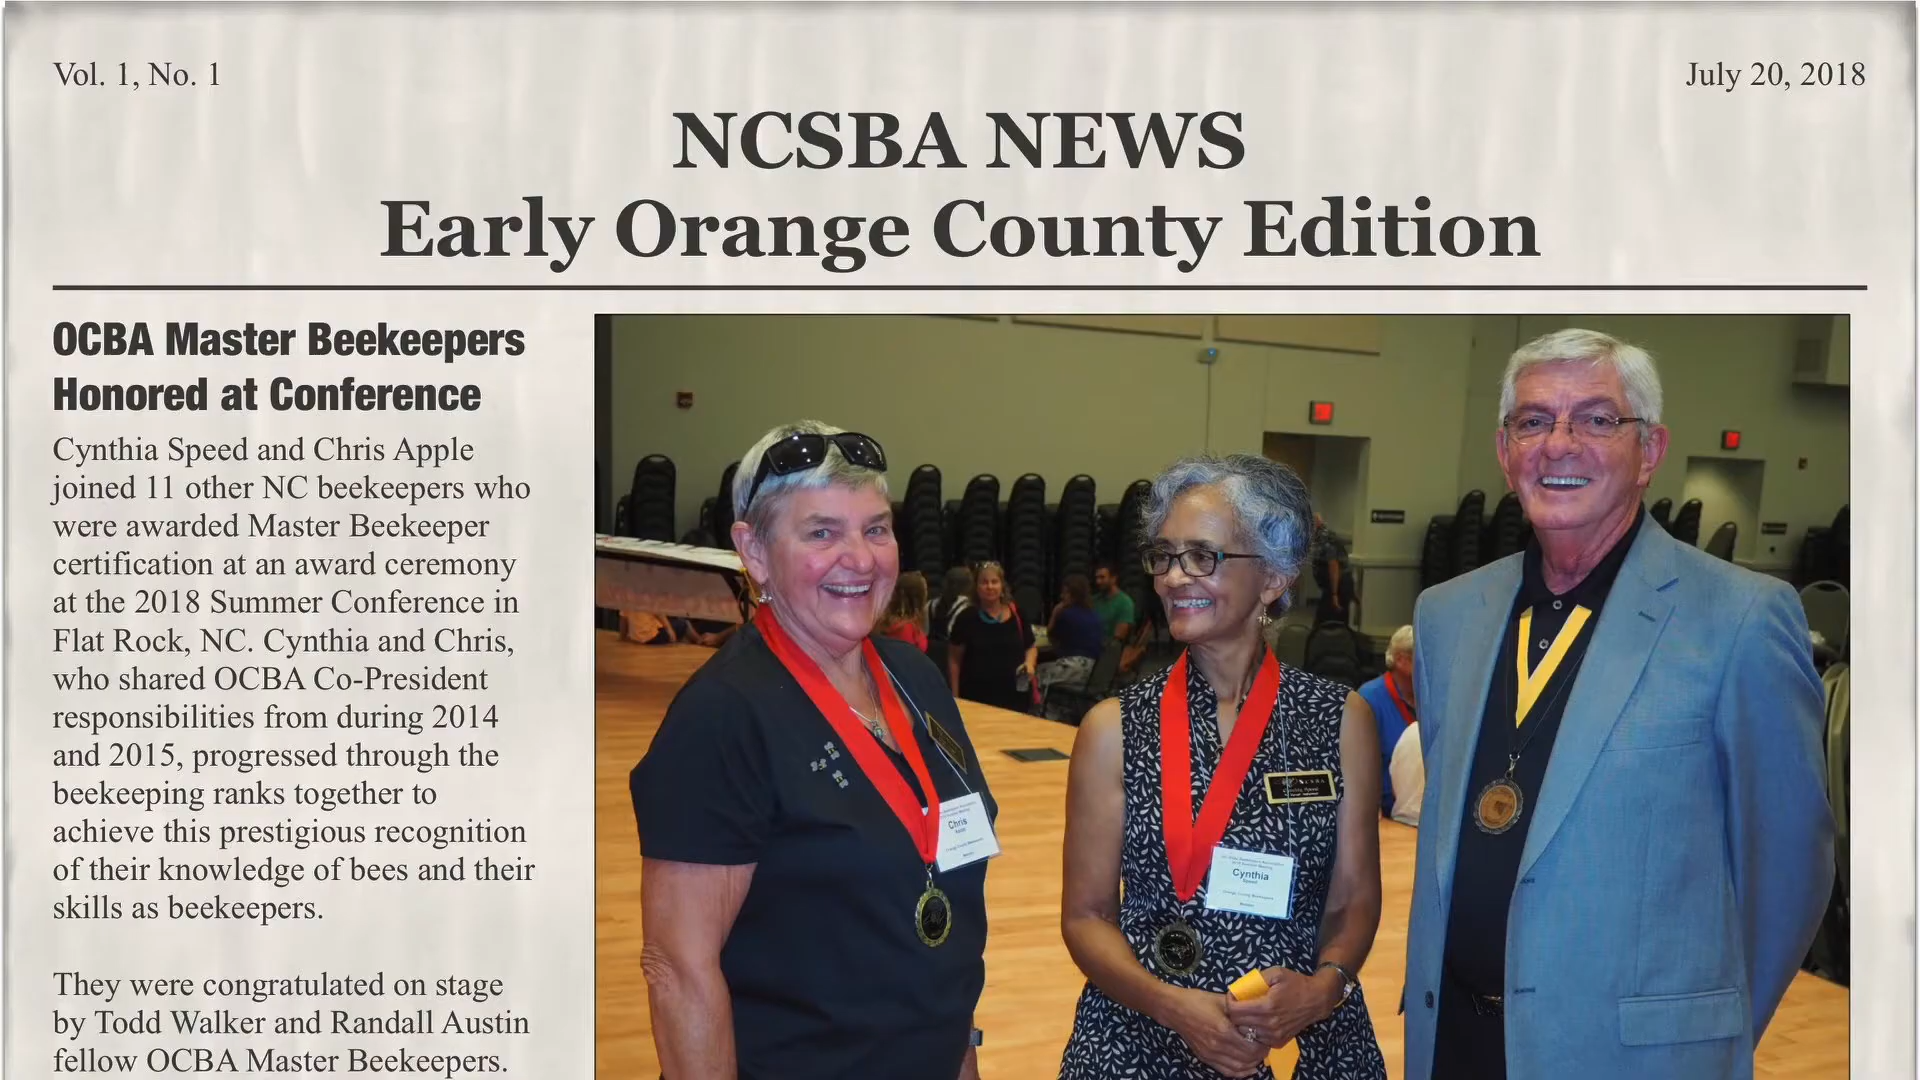 Vol. 1, No. 1
July 20, 2018
NCSBA NEWS
Early Orange County Edition
OCBA Master Beekeepers
Honored at Conference
Cynthia Speed and Chris Apple
joined 11 other NC beekeepers who
were awarded Master Beekeeper
certification at an award ceremony
at the 2018 Summer Conference in
Flat Rock, NC. Cynthia and Chris,
who shared OCBA Co-President
responsibilities from during 2014
and 2015, progressed through the
beekeeping ranks together to
achieve this prestigious recognition
of their knowledge of bees and their
skills as beekeepers.
They were congratulated on stage
by Todd Walker and Randall Austin
fellow OCBA Master Beekeepers.
Chris
Cynthia
Speed